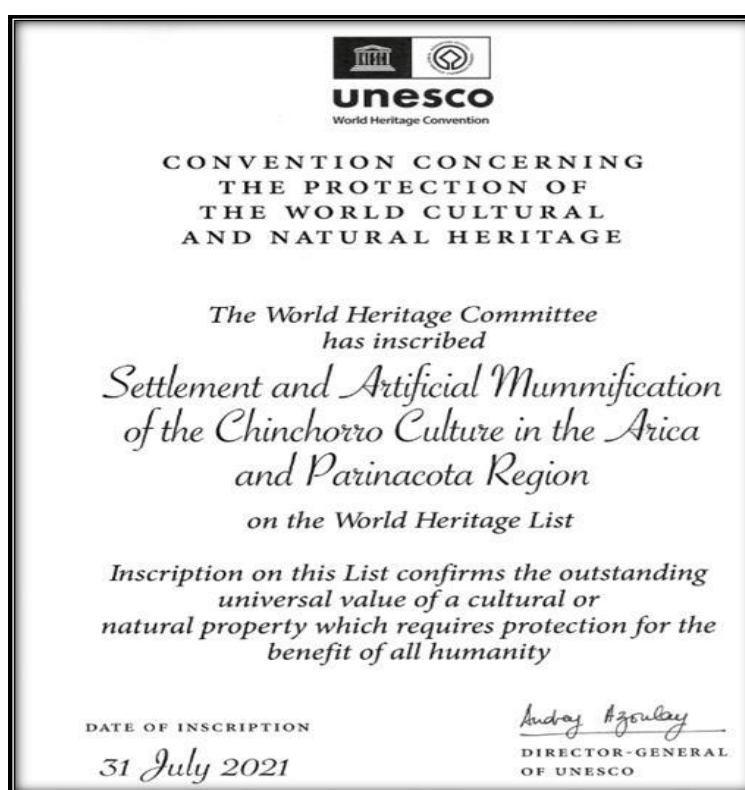 unesco
World Heritage Convention
CONVENTION CONCERNING
THE PROTECTION OF
THE WORLD CULTURAL
AND NATURAL HERITAGE
The World Heritage Committee
has inscribed
Settlement and Artificial Mummification
of the Chinchorro Culture in the Arica
and Parinacota Region
on the World Heritage List
Inscription on this List confirms the outstanding
universal value of a cultural or
natural property which requires protection for the
benefit of all humanity
DATE OF INSCRIPTION
31 July 2021
Audrey Azoulay
DIRECTOR-GENERAL
OF UNESCO